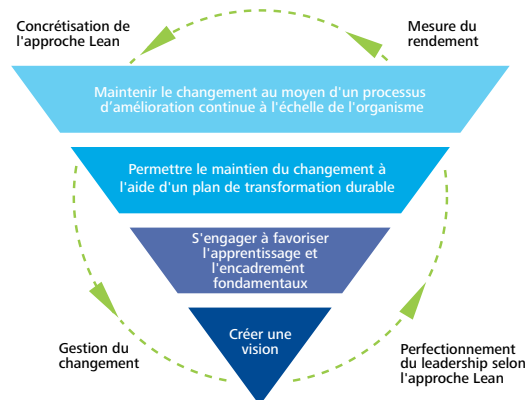 Concrétisation de
l'approche Lean
Mesure du
rendement
Maintenir le changement au moyen d'un processus
d'amélioration continue à l'échelle de l'organisme
Permettre le maintien du changement à
l'aide d'un plan de transformation durable
S'engager à favoriser
l'apprentissage et
l'encadrement
fondamentaux
Créer une
vision
Gestion du
changement
Perfectionnement
du leadership selon
l'approche Lean